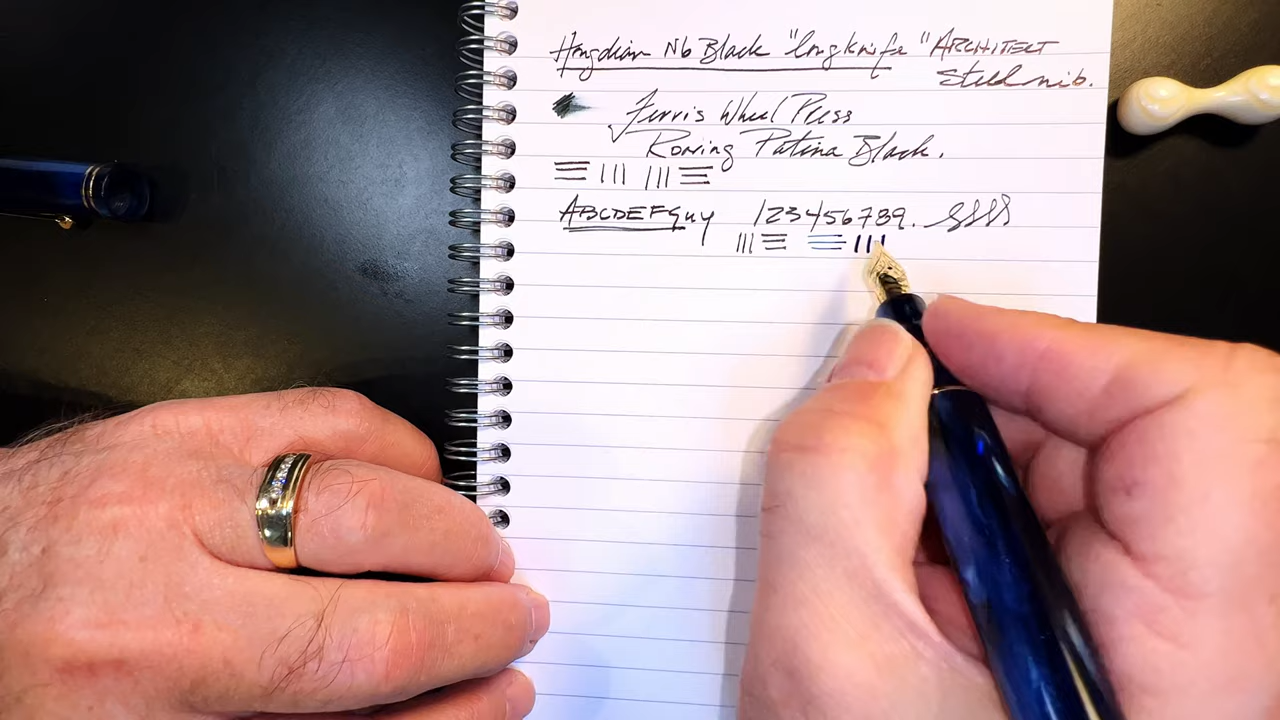 Hongdian N6 Black "longknife" ARCHITECT
Steel nib.
Ferris Wheel Press
Roaring Patina Black.
ABCDEFguy 123456789.